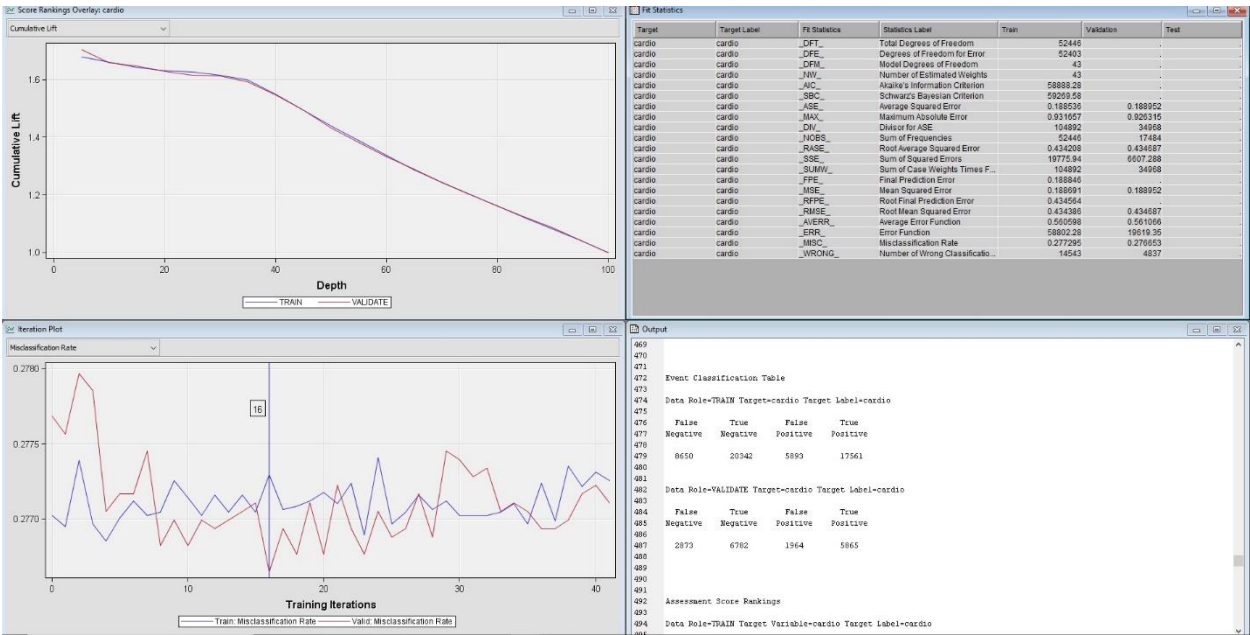 Score Rankings Overlay: cardio
Cumulative Lift
Cumulative Lift
1.6
1.4
1.2
1.0
0 20 40 60 80 100
Depth
TRAIN VALIDATE
Fit Statistics
Target Target Label Fit Statistics Statistics Label Train Validation Test
cardio cardio _DFT_ Total Degrees of Freedom 52446 . .
cardio cardio _DFE_ Degrees of Freedom for Error 52403 . .
cardio cardio _DFM_ Model Degrees of Freedom 43 . .
cardio cardio _NW_ Number of Estimated Weights 43 . .
cardio cardio _AIC_ Akaike's Information Criterion 58888.28 . .
cardio cardio _SBC_ Schwarz's Bayesian Criterion 59269.58 . .
cardio cardio _ASE_ Average Squared Error 0.188536 0.188952 .
cardio cardio _MAX_ Maximum Absolute Error 0.931657 0.926315 .
cardio cardio _DIV_ Divisor for ASE 104892 34968 .
cardio cardio _NOBS_ Sum of Frequencies 52446 17484 .
cardio cardio _RASE_ Root Average Squared Error 0.434208 0.434687 .
cardio cardio _SSE_ Sum of Squared Errors 19775.94 6607.288 .
cardio cardio _SUMW_ Sum of Case Weights Times F... 104892 34968 .
cardio cardio _FPE_ Final Prediction Error 0.188846 . .
cardio cardio _MSE_ Mean Squared Error 0.188691 0.188952 .
cardio cardio _RFPE_ Root Final Prediction Error 0.434564 . .
cardio cardio _RMSE_ Root Mean Squared Error 0.434386 0.434687 .
cardio cardio _AVERR_ Average Error Function 0.560598 0.561066 .
cardio cardio _ERR_ Error Function 58802.28 19619.35 .
cardio cardio _MISC_ Misclassification Rate 0.277295 0.276653 .
cardio cardio _WRONG_ Number of Wrong Classificatio... 14543 4837 .
Iteration Plot
Misclassification Rate
0.2780
0.2775
0.2770
16
0 10 20 30 40
Training Iterations
Train: Misclassification Rate Valid: Misclassification Rate
Output
469
470
471
472 Event Classification Table
473
474 Data Role=TRAIN Target=cardio Target Label=cardio
475
476 False True False True
477 Negative Negative Positive Positive
478
479 8650 20342 5893 17561
480
481
482 Data Role=VALIDATE Target=cardio Target Label=cardio
483
484 False True False True
485 Negative Negative Positive Positive
486
487 2873 6782 1964 5865
488
489
490
491
492 Assessment Score Rankings
493
494 Data Role=TRAIN Target Variable=cardio Target Label=cardio